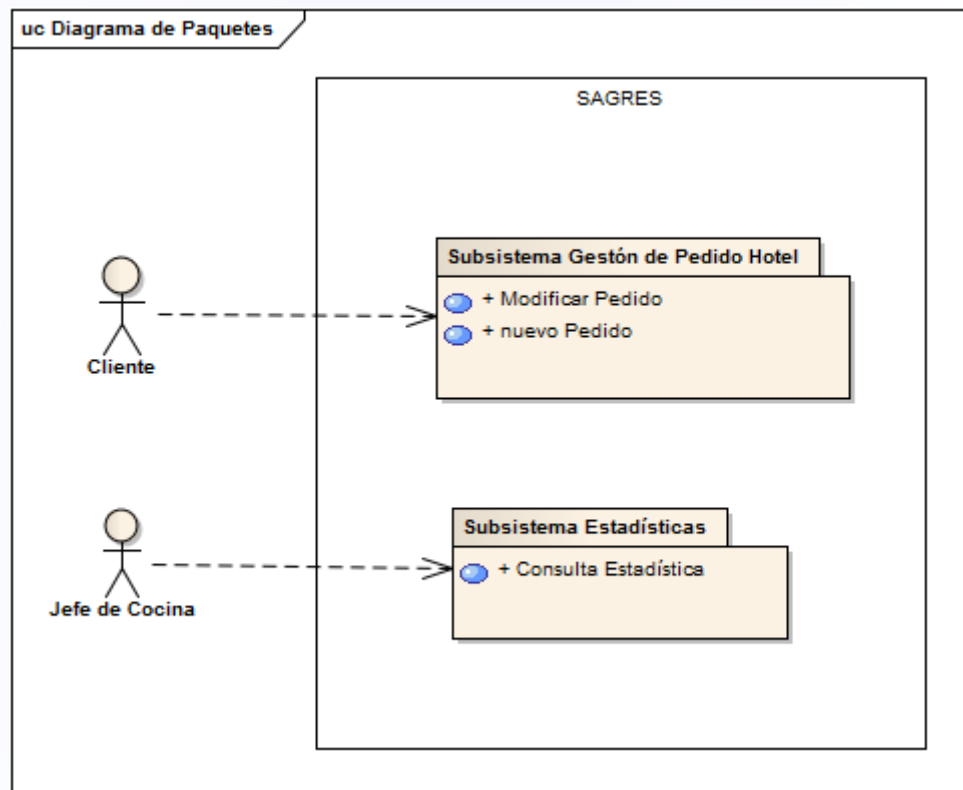 uc Diagrama de Paquetes
SAGRES
Subsistema Gestón de Pedido Hotel
+ Modificar Pedido
+ nuevo Pedido
Cliente
Subsistema Estadísticas
+ Consulta Estadística
Jefe de Cocina